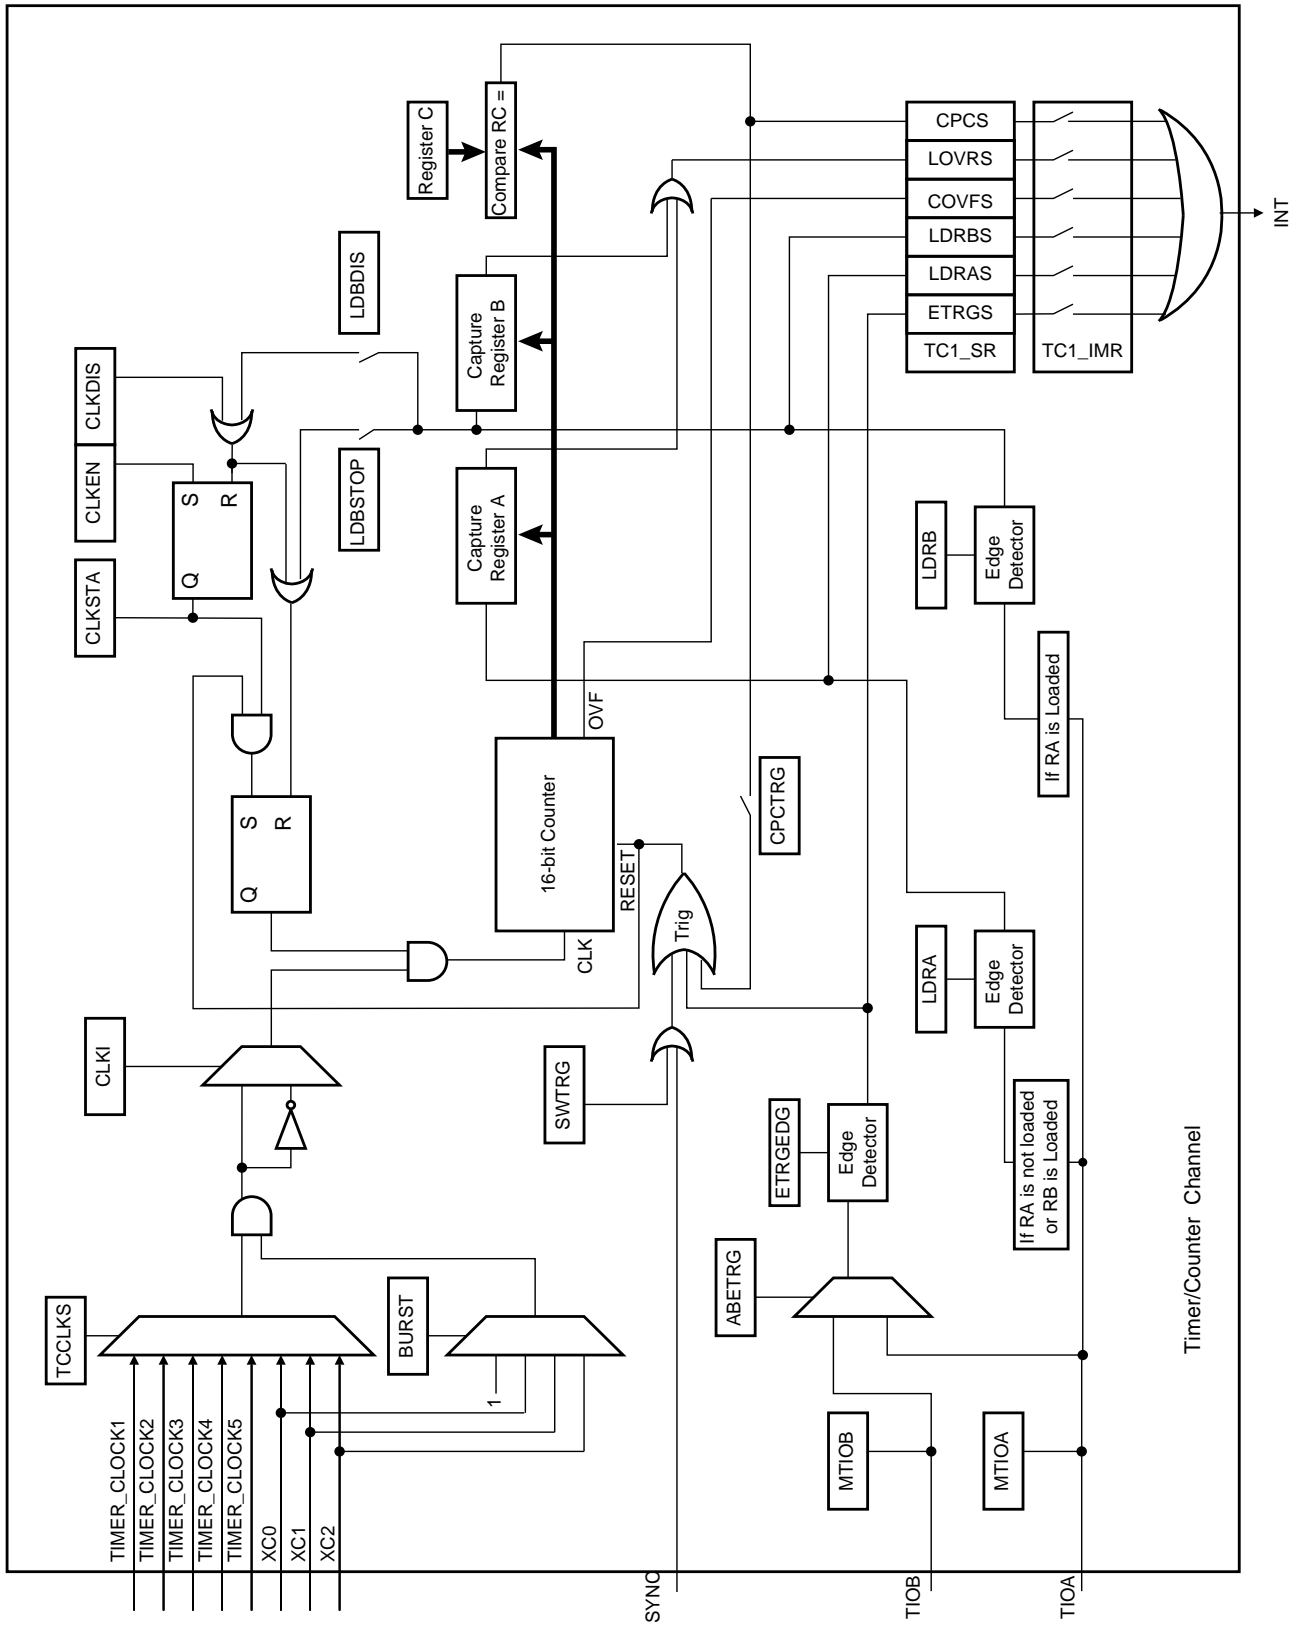 TCCLKS
TIMER_CLOCK1
TIMER_CLOCK2
TIMER_CLOCK3
TIMER_CLOCK4
TIMER_CLOCK5
XC0
XC1
XC2
BURST
1
CLKI
CLKSTA
CLKEN
CLKDIS
Q
S
R
Q
S
R
LDBSTOP
LDBDIS
Register C
Compare RC =
Capture
Register A
Capture
Register B
16-bit Counter
CLK
OVF
RESET
SYNC
SWTRG
Trig
CPCTRG
TIOB
MTIOB
ABETRG
ETRGEDG
Edge
Detector
TIOA
MTIOA
If RA is not loaded
or RB is Loaded
LDRA
Edge
Detector
If RA is Loaded
LDRB
Edge
Detector
CPCS
LOVRS
COVFS
LDRBS
LDRAS
ETRGS
TC1_SR
TC1_IMR
INT
Timer/Counter Channel